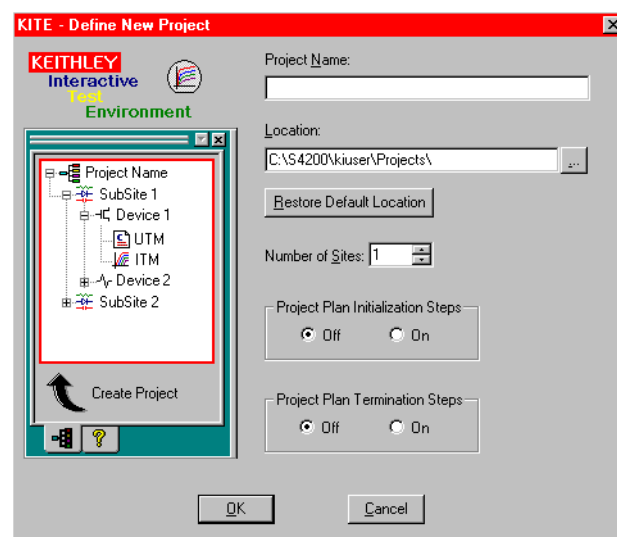 KITE - Define New Project
KEITHLEY
Interactive
Test
Environment
Project Name
SubSite 1
Device 1
UTM
ITM
Device 2
SubSite 2
Create Project
Project Name:
Location:
C:\S4200\kiuser\Projects\
...
Restore Default Location
Number of Sites: 1
Project Plan Initialization Steps
Off On
Project Plan Termination Steps
Off On
OK Cancel